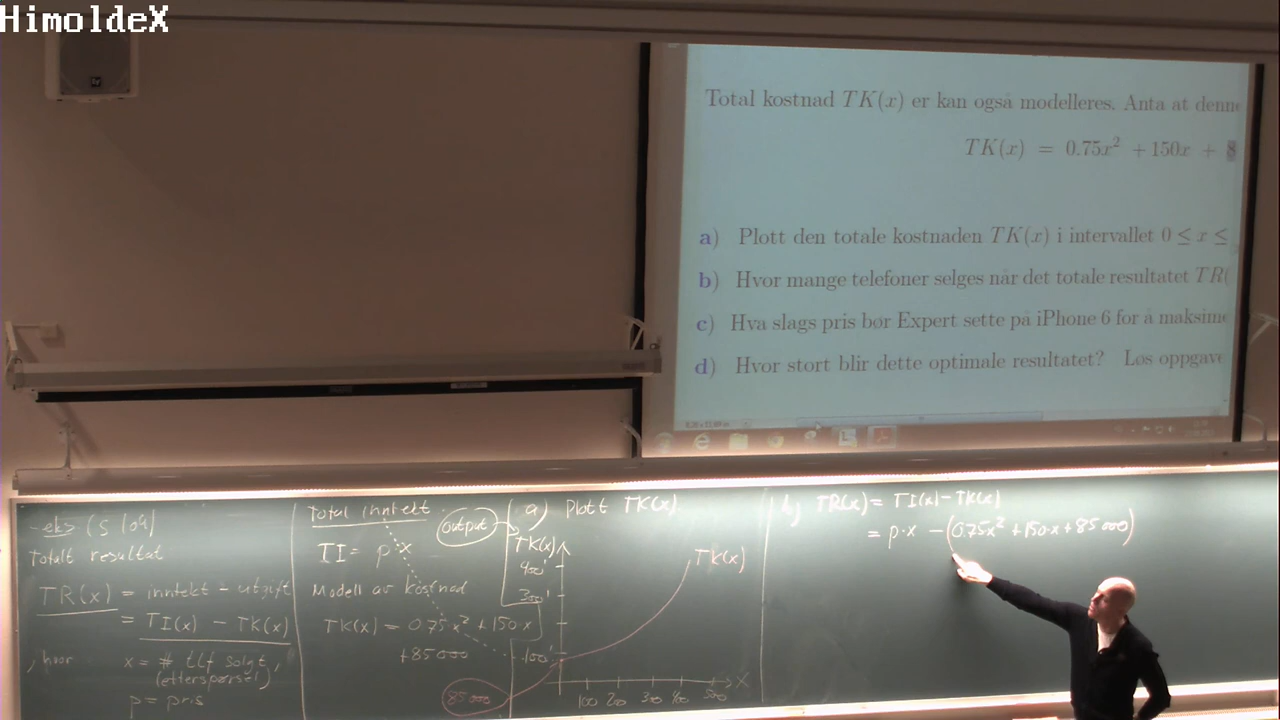 HimoldeX
Total kostnad TK(x) er kan også modelleres. Anta at denne
TK(x) = 0.75x² + 150x + 8
a) Plott den totale kostnaden TK(x) i intervallet 0 ≤ x ≤
b) Hvor mange telefoner selges når det totale resultatet TR(
c) Hva slags pris bør Expert sette på iPhone 6 for å maksime
d) Hvor stort blir dette optimale resultatet? Løs oppgave
eks (s 109)
Totalt resultat
TR(x) = inntekt - utgift
= TI(x) - TK(x)
, hvor x = # tlf solgt,
(etterspørsel)
p = pris
Total inntekt
output
TI = p·x
Modell av kostnad
TK(x) = 0.75x² + 150·x
+ 85 000
85 000
a) Plott TK(x)
TK(x)
400'
300'
100'
TK(x)
100 200 300 400 500 x
b) TR(x) = TI(x) - TK(x)
= p·x - (0.75x² + 150·x + 85 000)